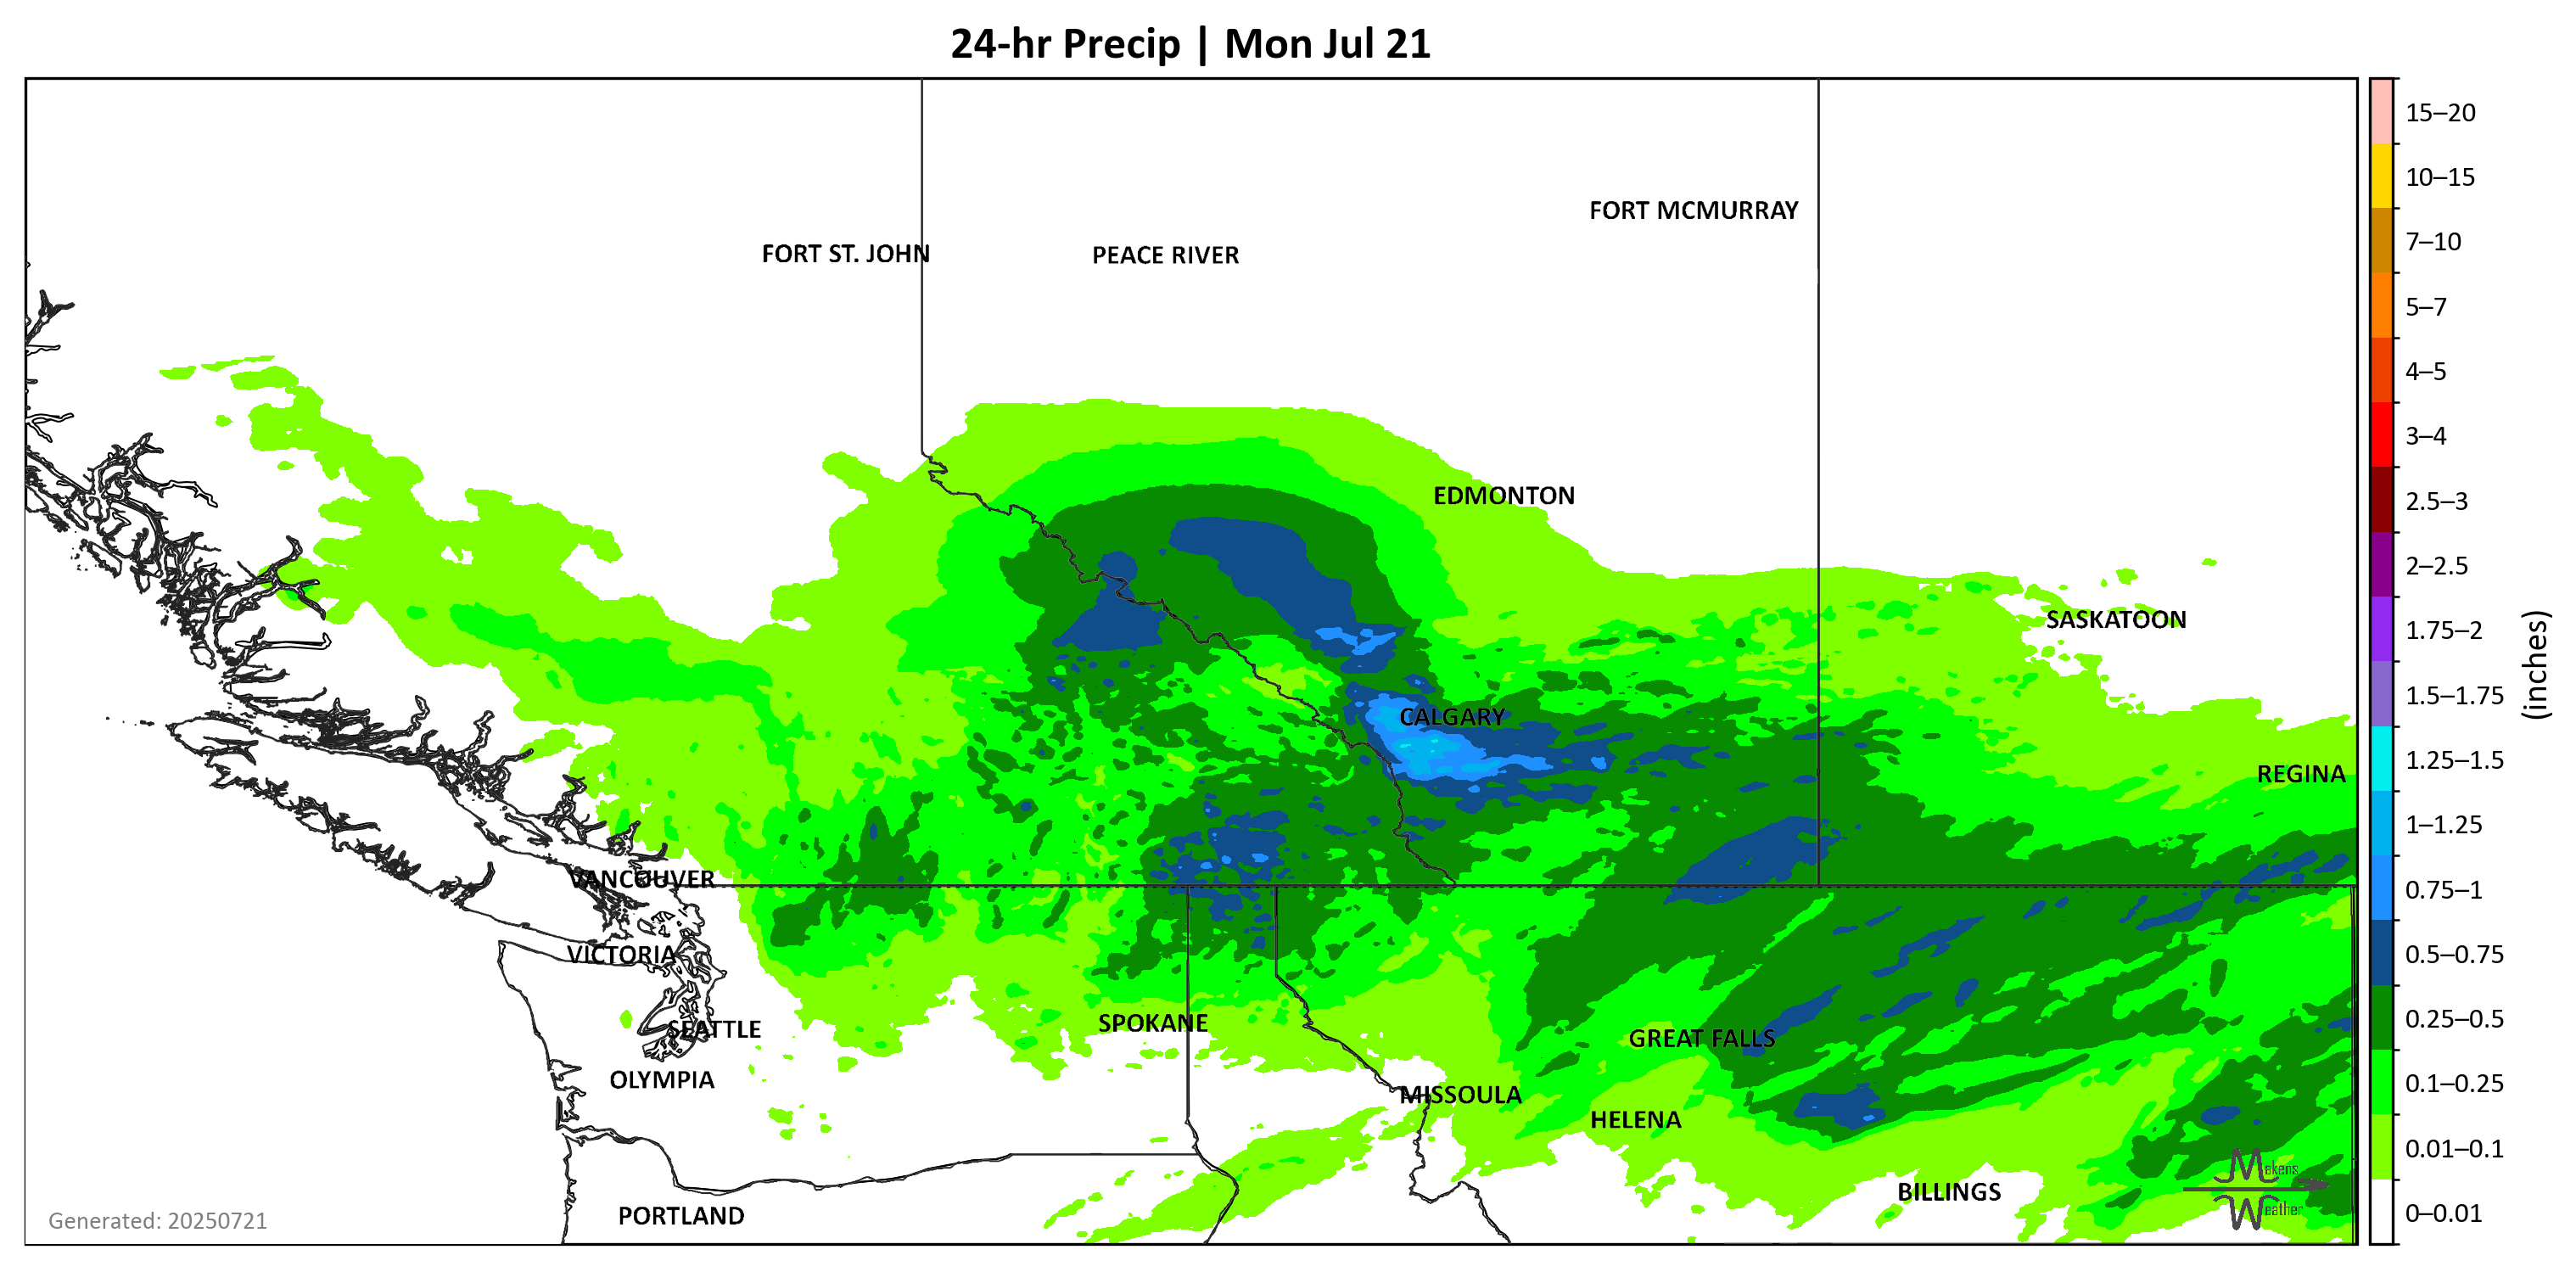 24-hr Precip | Mon Jul 21
FORT MCMURRAY
FORT ST. JOHN
PEACE RIVER
EDMONTON
SASKATOON
CALGARY
REGINA
VANCOUVER
VICTORIA
SPOKANE
SEATTLE
GREAT FALLS
OLYMPIA
MISSOULA
HELENA
BILLINGS
PORTLAND
Mekens
Weather
Generated: 20250721
15–20
10–15
7–10
5–7
4–5
3–4
2.5–3
2–2.5
1.75–2
1.5–1.75
1.25–1.5
1–1.25
0.75–1
0.5–0.75
0.25–0.5
0.1–0.25
0.01–0.1
0–0.01
(inches)